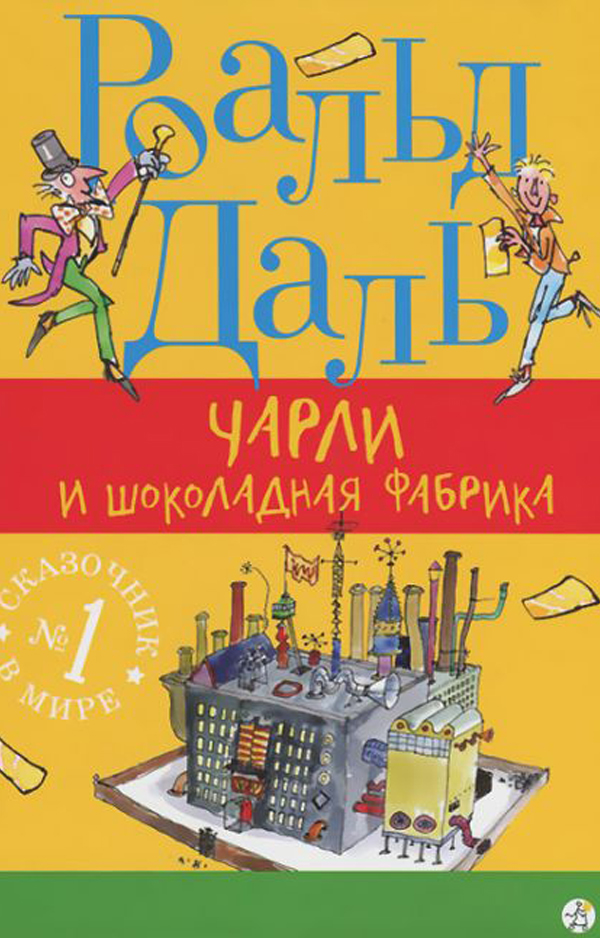 Роальд
Даль
ЧАРЛИ
И ШОКОЛАДНАЯ ФАБРИКА
СКАЗОЧНИК
№1
В МИРЕ